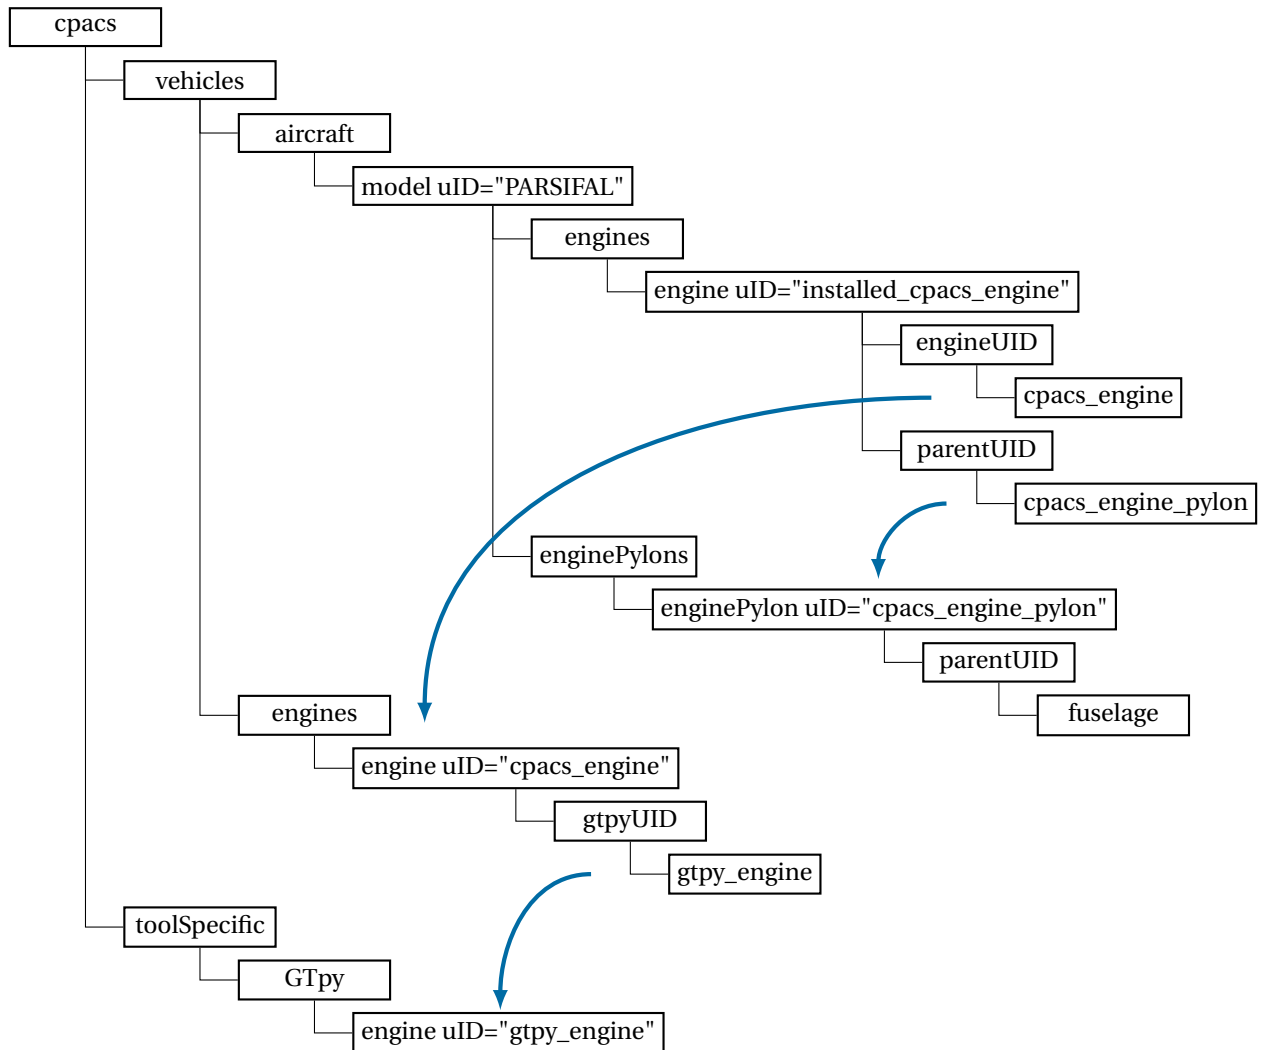 cpacs
vehicles
aircraft
model uID="PARSIFAL"
engines
engine uID="installed_cpacs_engine"
engineUID
cpacs_engine
parentUID
cpacs_engine_pylon
enginePylons
enginePylon uID="cpacs_engine_pylon"
parentUID
fuselage
engines
engine uID="cpacs_engine"
gtpyUID
gtpy_engine
toolSpecific
GTpy
engine uID="gtpy_engine"